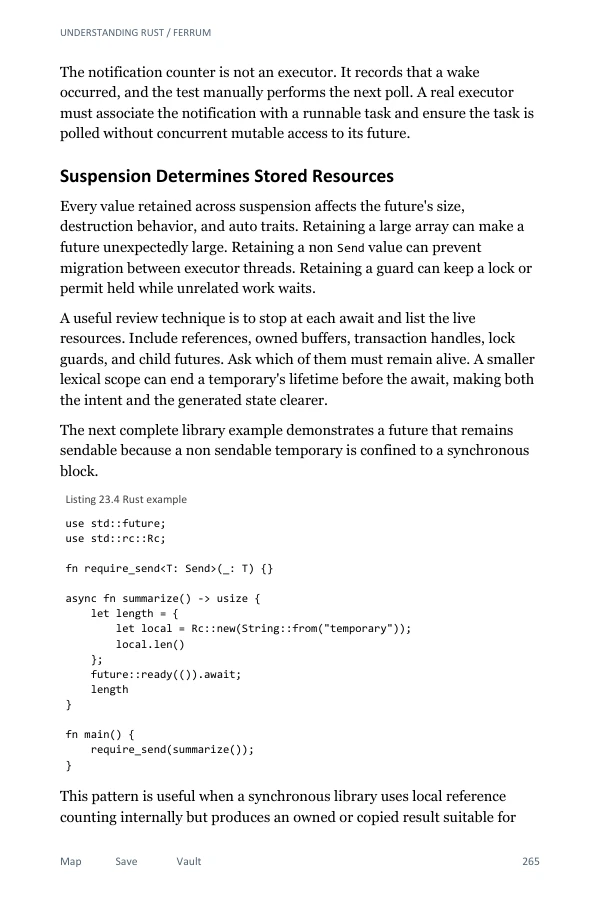 UNDERSTANDING RUST / FERRUM
The notification counter is not an executor. It records that a wake
occurred, and the test manually performs the next poll. A real executor
must associate the notification with a runnable task and ensure the task is
polled without concurrent mutable access to its future.
Suspension Determines Stored Resources
Every value retained across suspension affects the future's size,
destruction behavior, and auto traits. Retaining a large array can make a
future unexpectedly large. Retaining a non Send value can prevent
migration between executor threads. Retaining a guard can keep a lock or
permit held while unrelated work waits.
A useful review technique is to stop at each await and list the live
resources. Include references, owned buffers, transaction handles, lock
guards, and child futures. Ask which of them must remain alive. A smaller
lexical scope can end a temporary's lifetime before the await, making both
the intent and the generated state clearer.
The next complete library example demonstrates a future that remains
sendable because a non sendable temporary is confined to a synchronous
block.
Listing 23.4 Rust example
use std::future;
use std::rc::Rc;
fn require_send<T: Send>(_: T) {}
async fn summarize() -> usize {
    let length = {
        let local = Rc::new(String::from("temporary"));
        local.len()
    };
    future::ready(()).await;
    length
}
fn main() {
    require_send(summarize());
}
This pattern is useful when a synchronous library uses local reference
counting internally but produces an owned or copied result suitable for
Map Save Vault 265